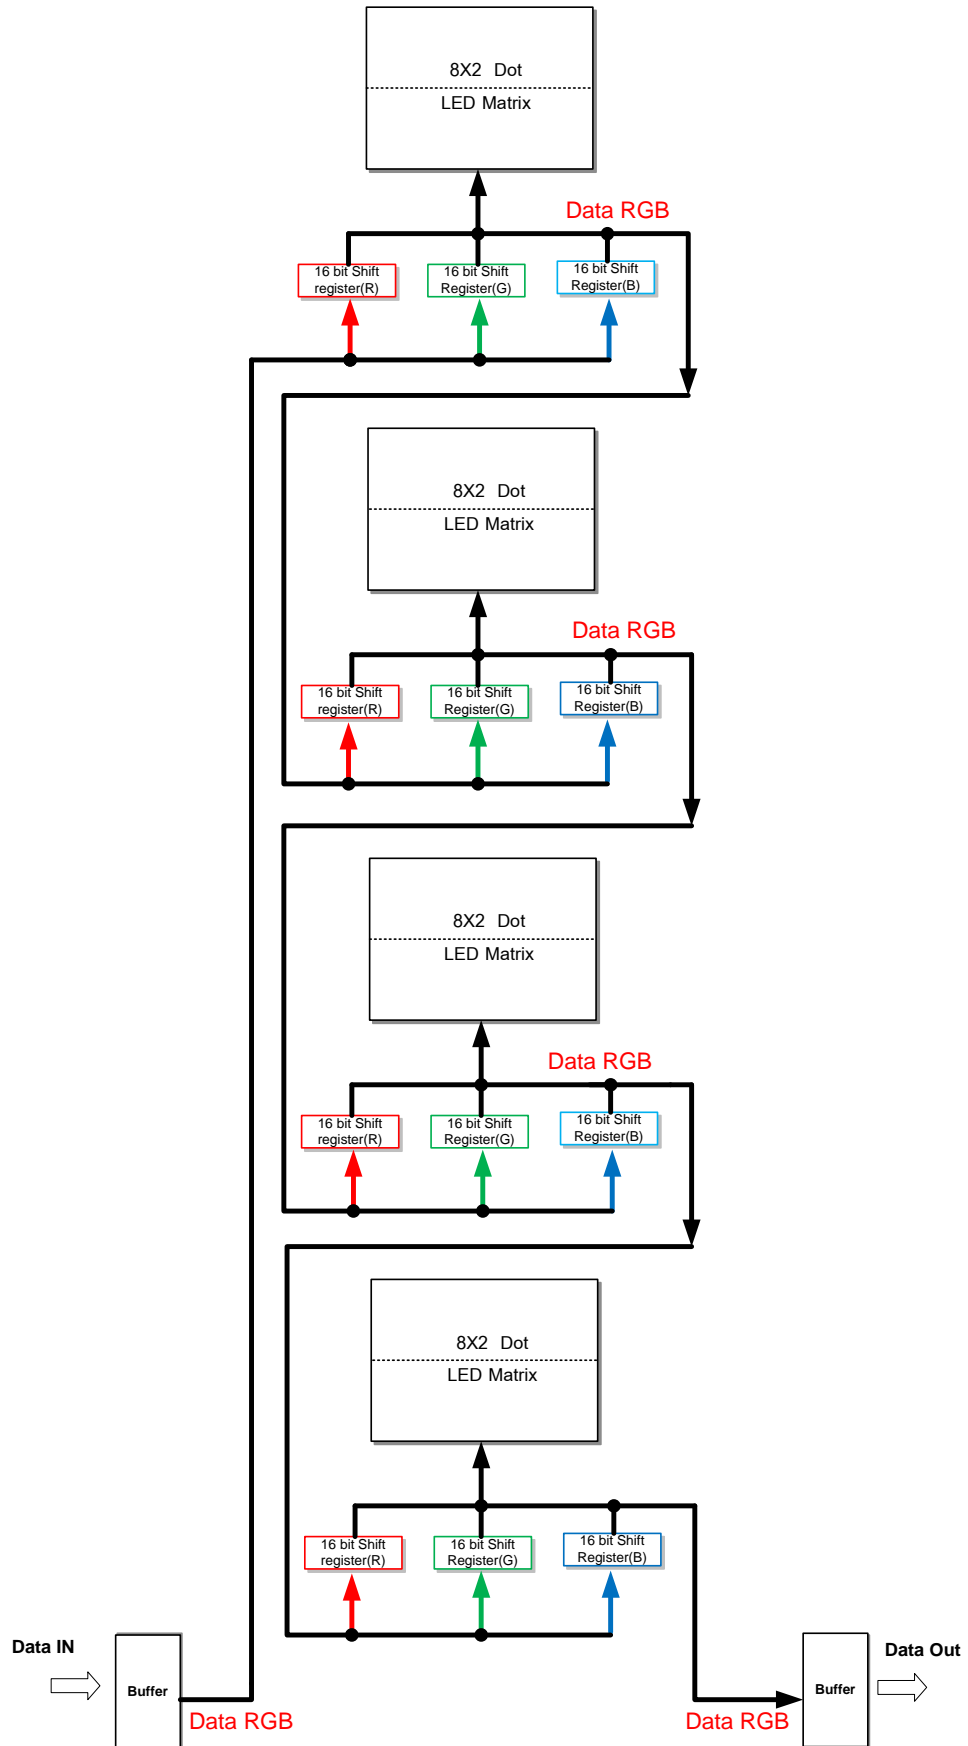 8X2 Dot
LED Matrix
Data RGB
16 bit Shift
register(R)
16 bit Shift
Register(G)
16 bit Shift
Register(B)
8X2 Dot
LED Matrix
Data RGB
16 bit Shift
register(R)
16 bit Shift
Register(G)
16 bit Shift
Register(B)
8X2 Dot
LED Matrix
Data RGB
16 bit Shift
register(R)
16 bit Shift
Register(G)
16 bit Shift
Register(B)
8X2 Dot
LED Matrix
16 bit Shift
register(R)
16 bit Shift
Register(G)
16 bit Shift
Register(B)
Data IN
Buffer
Data RGB
Data RGB
Buffer
Data Out